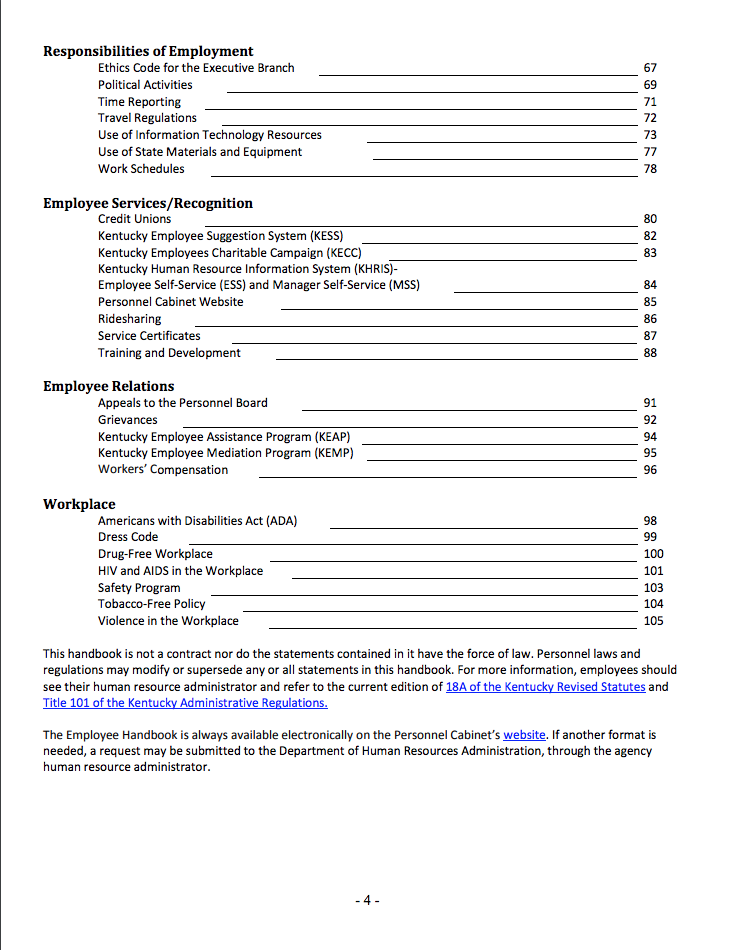 Responsibilities of Employment
Ethics Code for the Executive Branch 67
Political Activities 69
Time Reporting 71
Travel Regulations 72
Use of Information Technology Resources 73
Use of State Materials and Equipment 77
Work Schedules 78
Employee Services/Recognition
Credit Unions 80
Kentucky Employee Suggestion System (KESS) 82
Kentucky Employees Charitable Campaign (KECC) 83
Kentucky Human Resource Information System (KHRIS)-
Employee Self-Service (ESS) and Manager Self-Service (MSS) 84
Personnel Cabinet Website 85
Ridesharing 86
Service Certificates 87
Training and Development 88
Employee Relations
Appeals to the Personnel Board 91
Grievances 92
Kentucky Employee Assistance Program (KEAP) 94
Kentucky Employee Mediation Program (KEMP) 95
Workers' Compensation 96
Workplace
Americans with Disabilities Act (ADA) 98
Dress Code 99
Drug-Free Workplace 100
HIV and AIDS in the Workplace 101
Safety Program 103
Tobacco-Free Policy 104
Violence in the Workplace 105
This handbook is not a contract nor do the statements contained in it have the force of law. Personnel laws and
regulations may modify or supersede any or all statements in this handbook. For more information, employees should
see their human resource administrator and refer to the current edition of 18A of the Kentucky Revised Statutes and
Title 101 of the Kentucky Administrative Regulations.
The Employee Handbook is always available electronically on the Personnel Cabinet's website. If another format is
needed, a request may be submitted to the Department of Human Resources Administration, through the agency
human resource administrator.
- 4 -